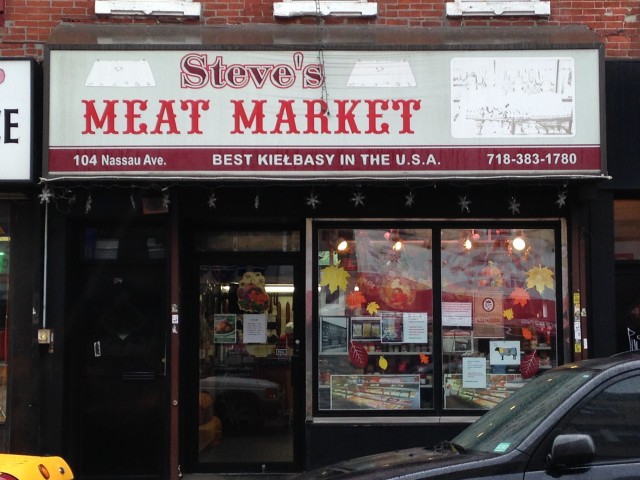 Steve's
MEAT MARKET
104 Nassau Ave. BEST KIEŁBASY IN THE U.S.A. 718-383-1780